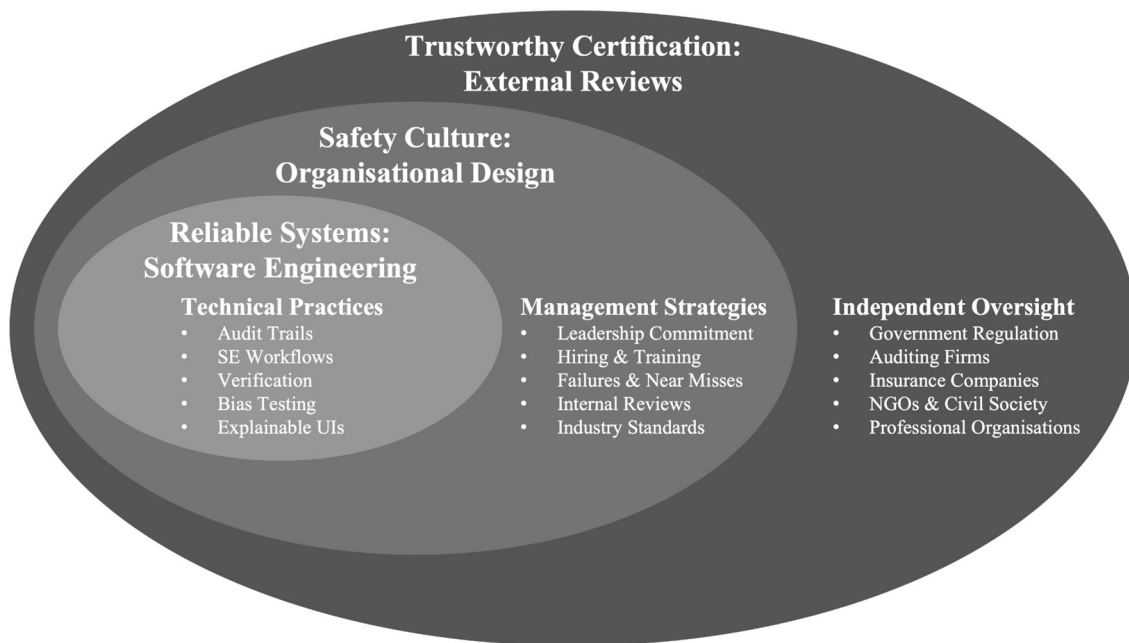 Trustworthy Certification:
External Reviews
Safety Culture:
Organisational Design
Reliable Systems:
Software Engineering
Technical Practices
• Audit Trails
• SE Workflows
• Verification
• Bias Testing
• Explainable UIs
Management Strategies
• Leadership Commitment
• Hiring & Training
• Failures & Near Misses
• Internal Reviews
• Industry Standards
Independent Oversight
• Government Regulation
• Auditing Firms
• Insurance Companies
• NGOs & Civil Society
• Professional Organisations